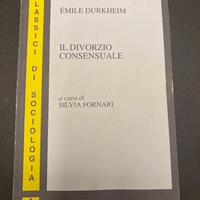 CLASSICI DI SOCIOLOGIA
ÉMILE DURKHEIM
IL DIVORZIO
CONSENSUALE
a cura di
SILVIA FORNARI